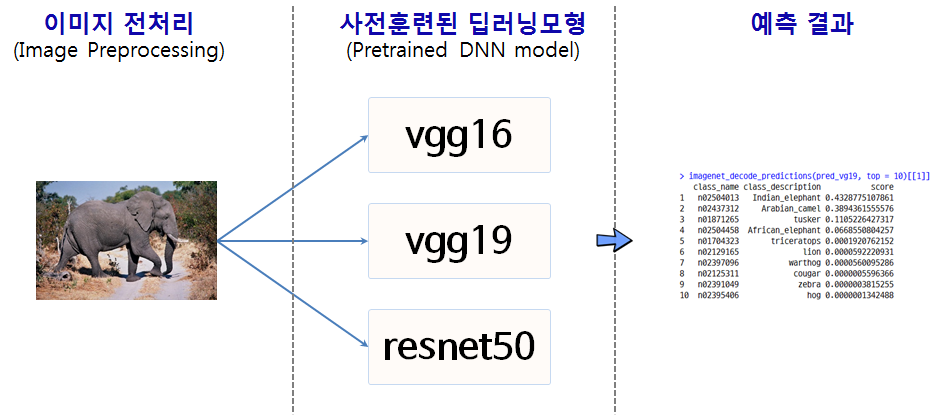 이미지 전처리
(Image Preprocessing)
사전훈련된 딥러닝모형
(Pretrained DNN model)
예측 결과
vgg16
vgg19
resnet50
> imagenet_decode_predictions(pred_vg19, top = 10)[[1]]
class_name class_description score
1 n02504013 Indian_elephant 0.4328775107861
2 n02437312 Arabian_camel 0.3894361555576
3 n01871265 tusker 0.1105226427317
4 n02504458 African_elephant 0.0668550804257
5 n01704323 triceratops 0.0001920762152
6 n02129165 lion 0.0000592220931
7 n02397096 warthog 0.0000560095286
8 n02125311 cougar 0.0000005596366
9 n02391049 zebra 0.0000003815255
10 n02395406 hog 0.0000001342488